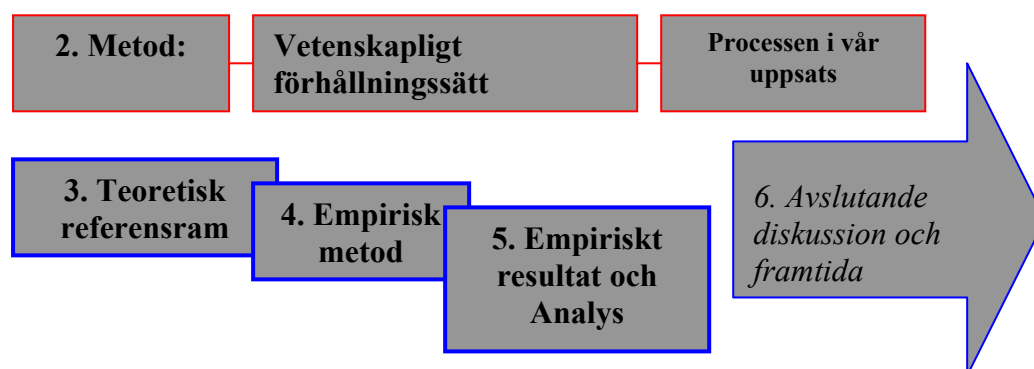 2. Metod:
Vetenskapligt
förhållningssätt
Processen i vår
uppsats
3. Teoretisk
referensram
4. Empirisk
metod
5. Empiriskt
resultat och
Analys
6. Avslutande
diskussion och
framtida